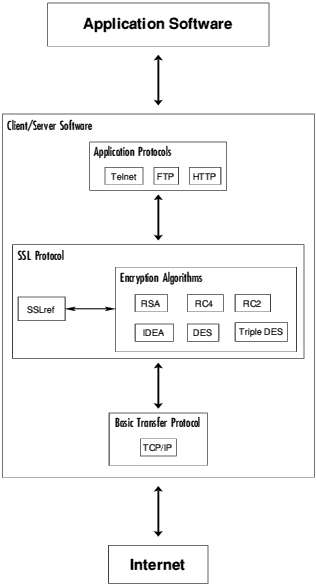 Application Software
Client/Server Software
Application Protocols
Telnet FTP HTTP
SSL Protocol
Encryption Algorithms
SSLref
RSA RC4 RC2
IDEA DES Triple DES
Basic Transfer Protocol
TCP/IP
Internet